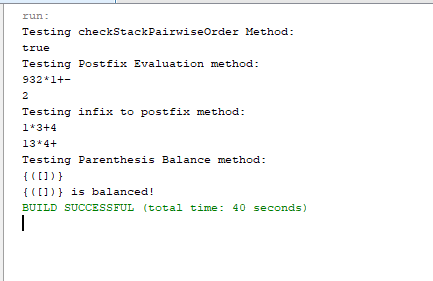 run:
Testing checkStackPairwiseOrder Method:
true
Testing Postfix Evaluation method:
932*1+-
2
Testing infix to postfix method:
1*3+4
13*4+
Testing Parenthesis Balance method:
{([])}
{([])} is balanced!
BUILD SUCCESSFUL (total time: 40 seconds)